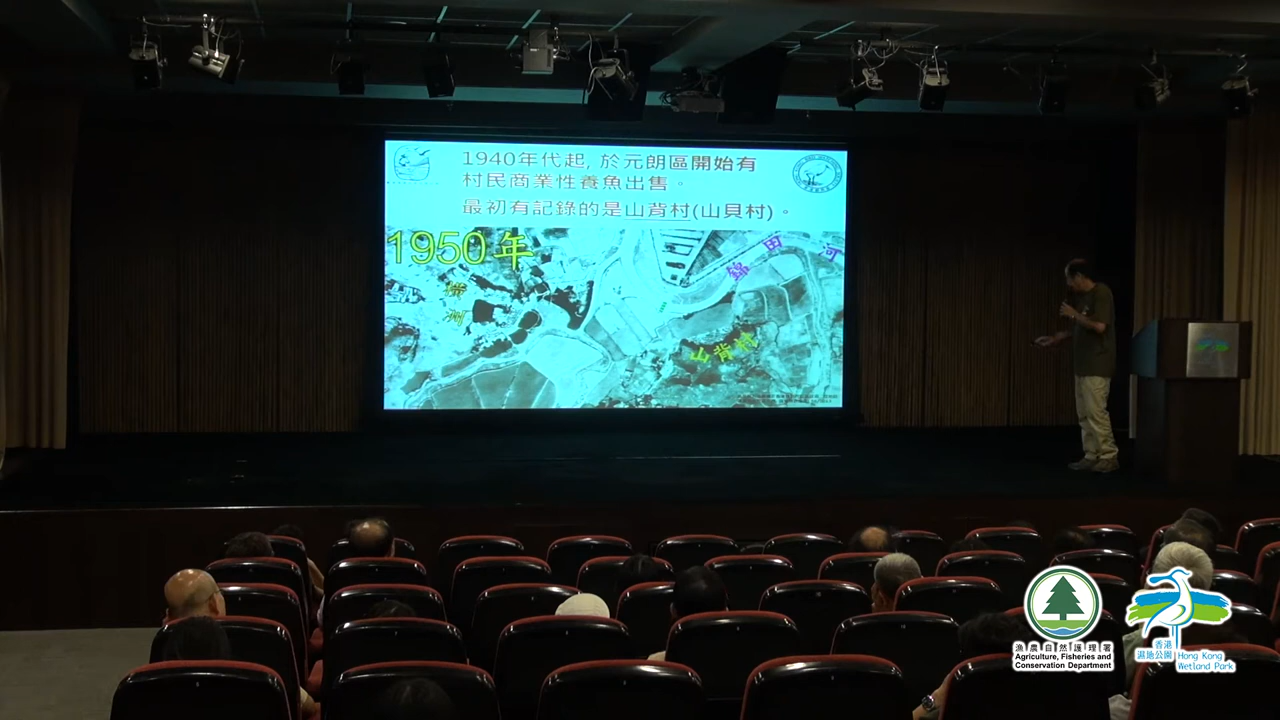 1940年代起, 於元朗區開始有
村民商業性養魚出售。
最初有記錄的是山背村(山貝村)。
1950年
錦田河
山背村
漁農自然護理署
Agriculture, Fisheries and
Conservation Department
香港
濕地公園
Hong Kong
Wetland Park